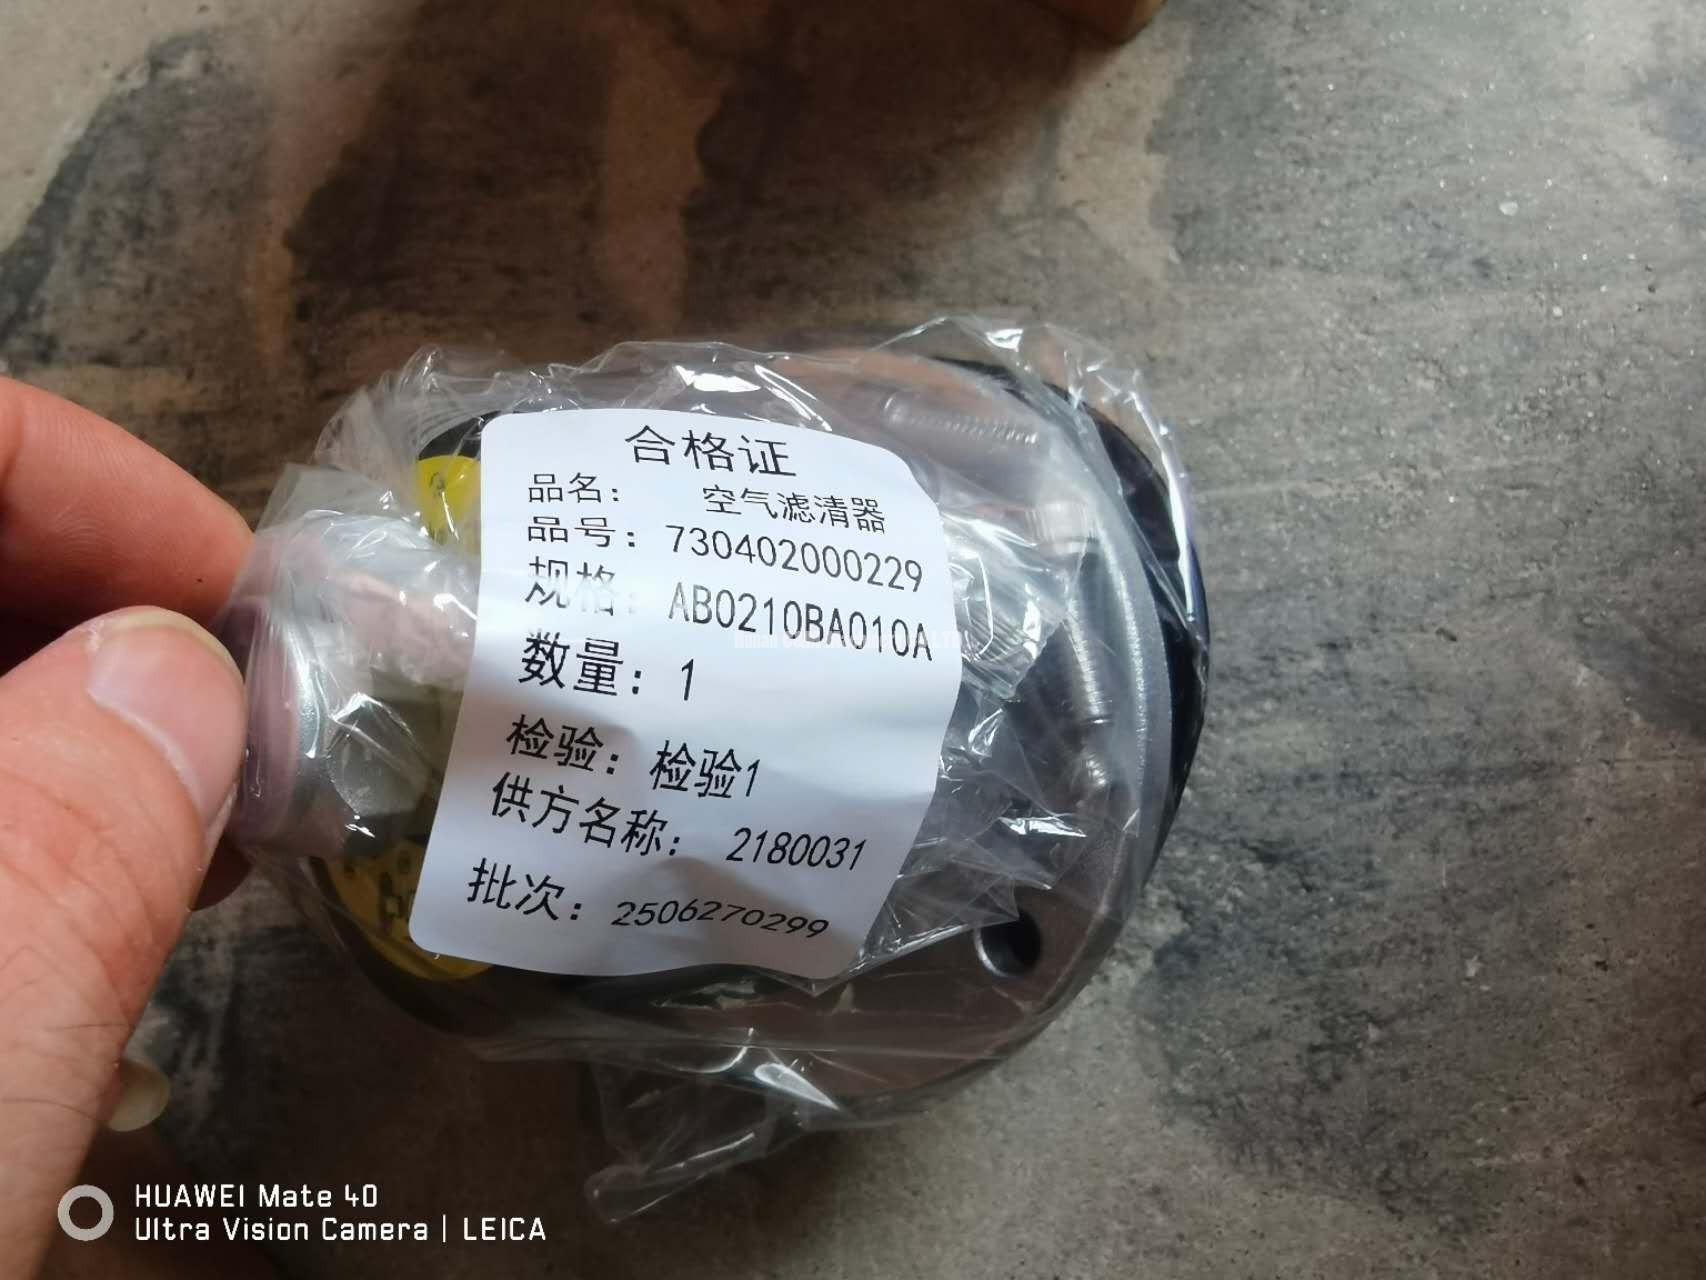 合格证
品名: 空气滤清器
品号: 730402000229
规格: AB0210BA010A
数量: 1
检验: 检验1
供方名称: 2180031
批次: 2506270299
HUAWEI Mate 40
Ultra Vision Camera | LEICA